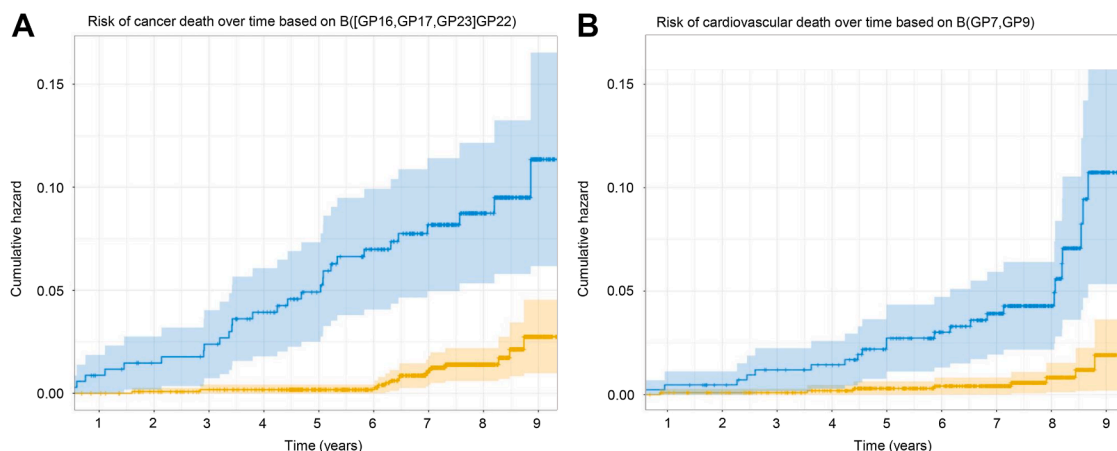 A
Risk of cancer death over time based on B([GP16,GP17,GP23]GP22)
0.15
0.10
0.05
0.00
Cumulative hazard
1 2 3 4 5 6 7 8 9
Time (years)
B
Risk of cardiovascular death over time based on B(GP7,GP9)
0.15
0.10
0.05
0.00
Cumulative hazard
1 2 3 4 5 6 7 8 9
Time (years)